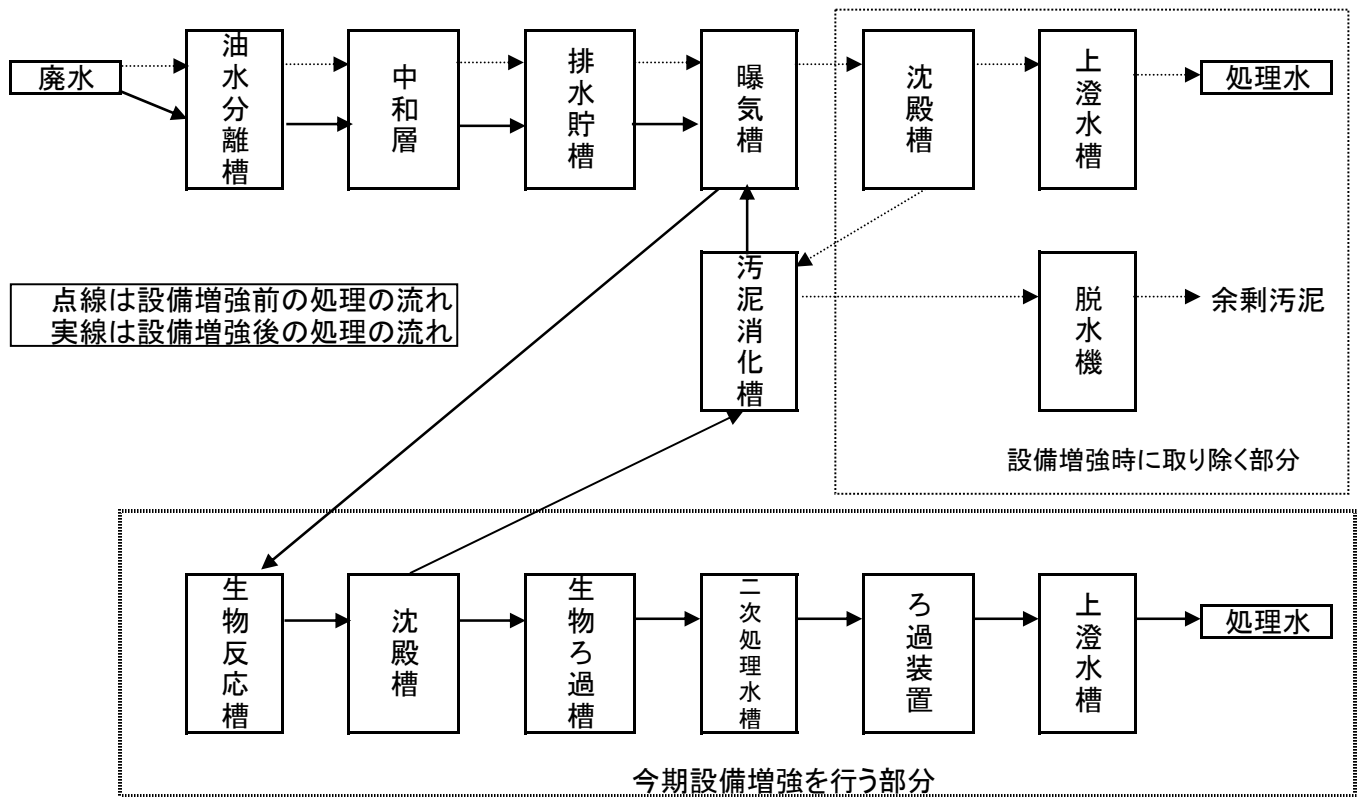 廃水
油水分離槽
中和層
排水貯槽
曝気槽
沈殿槽
上澄水槽
処理水
点線は設備増強前の処理の流れ
実線は設備増強後の処理の流れ
汚泥消化槽
脱水機
余剰汚泥
設備増強時に取り除く部分
生物反応槽
沈殿槽
生物ろ過槽
二次処理水槽
ろ過装置
上澄水槽
処理水
今期設備増強を行う部分